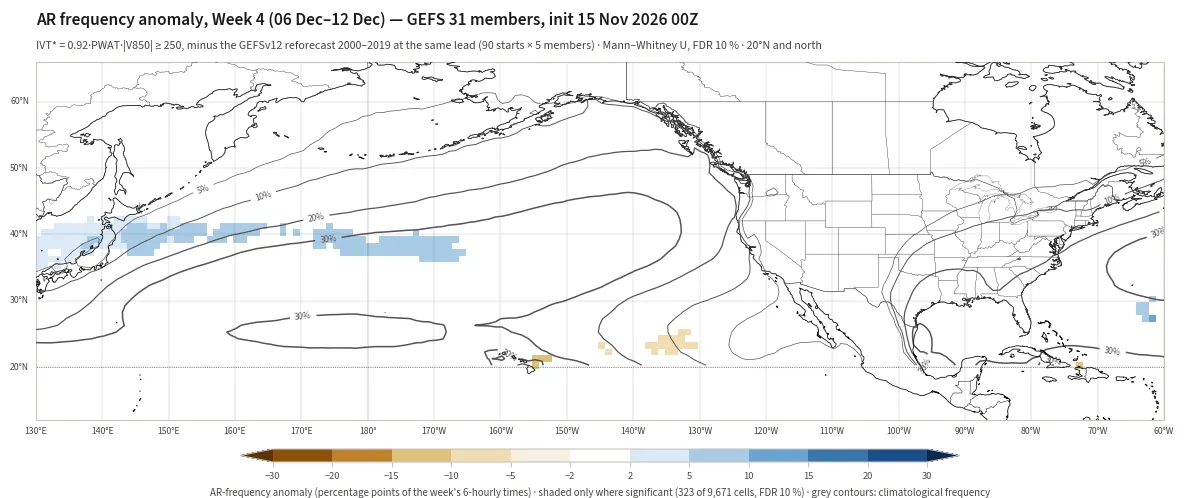 AR frequency anomaly, Week 4 (06 Dec–12 Dec) — GEFS 31 members, init 15 Nov 2026 00Z
IVT* = 0.92·PWAT·|V850| ≥ 250, minus the GEFSv12 reforecast 2000–2019 at the same lead (90 starts × 5 members) · Mann–Whitney U, FDR 10 % · 20°N and north
60°N
50°N
40°N
30°N
20°N
5%
10%
20%
30%
30%
5%
10%
30%
30%
130°E 140°E 150°E 160°E 170°E 180° 170°W 160°W 150°W 140°W 130°W 120°W 110°W 100°W 90°W 80°W 70°W 60°W
−30 −20 −15 −10 −5 −2 2 5 10 15 20 30
AR-frequency anomaly (percentage points of the week's 6-hourly times) · shaded only where significant (323 of 9,671 cells, FDR 10 %) · grey contours: climatological frequency